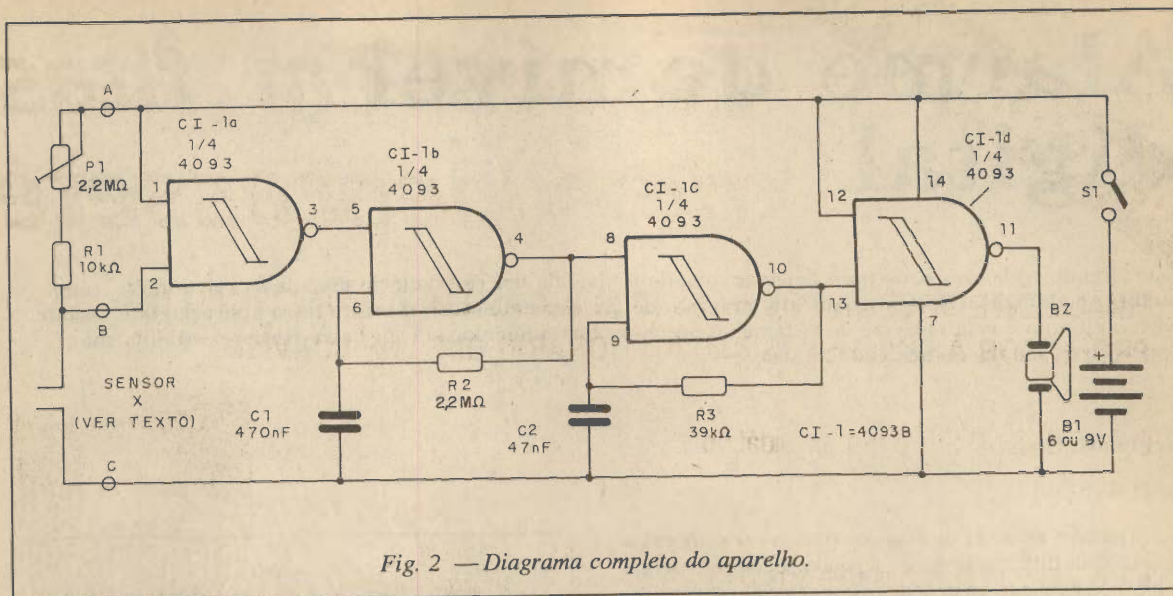 A
P1
2,2MΩ
R1
10kΩ
B
SENSOR
X
(VER TEXTO)
C
CI-1a
1/4
4093
1
2
3
CI-1b
1/4
4093
5
6
4
R2
2,2MΩ
C1
470nF
CI-1C
1/4
4093
8
9
10
C2
47nF
R3
39kΩ
CI-1d
1/4
4093
12
14
13
7
11
CI-1=4093B
S1
BZ
+
B1
6 ou 9V
Fig. 2 — Diagrama completo do aparelho.